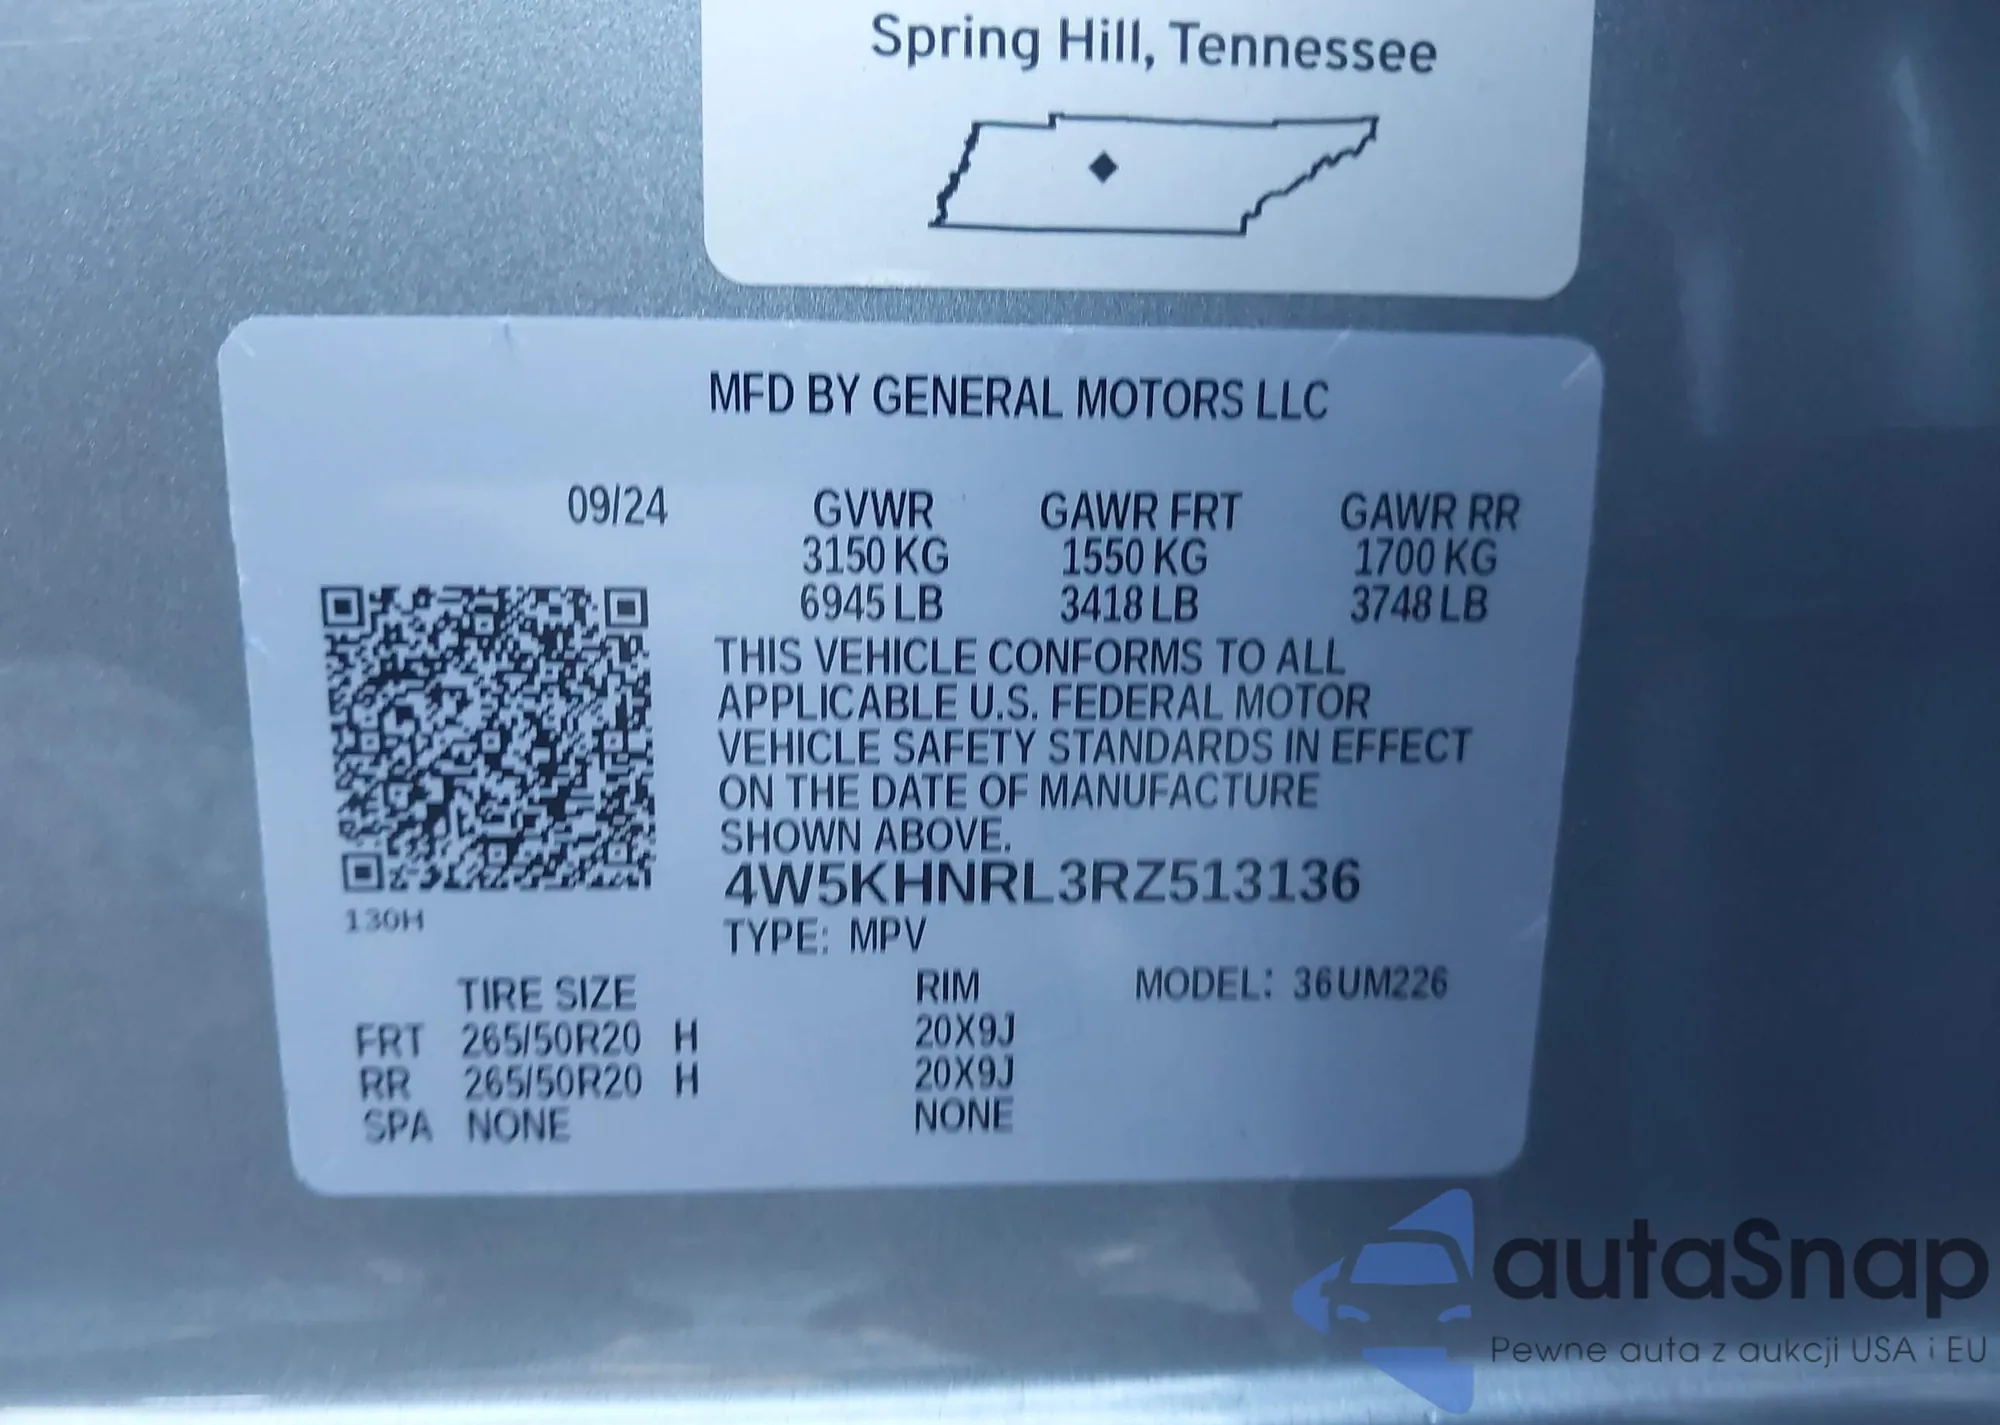 Spring Hill, Tennessee
MFD BY GENERAL MOTORS LLC
09/24 GVWR GAWR FRT GAWR RR
3150 KG 1550 KG 1700 KG
6945 LB 3418 LB 3748 LB
THIS VEHICLE CONFORMS TO ALL
APPLICABLE U.S. FEDERAL MOTOR
VEHICLE SAFETY STANDARDS IN EFFECT
ON THE DATE OF MANUFACTURE
SHOWN ABOVE.
4W5KHNRL3RZ513136
130H
TYPE: MPV
TIRE SIZE RIM MODEL: 36UM226
FRT 265/50R20 H 20X9J
RR 265/50R20 H 20X9J
SPA NONE NONE
autaSnap
Pewne auta z aukcji USA i EU